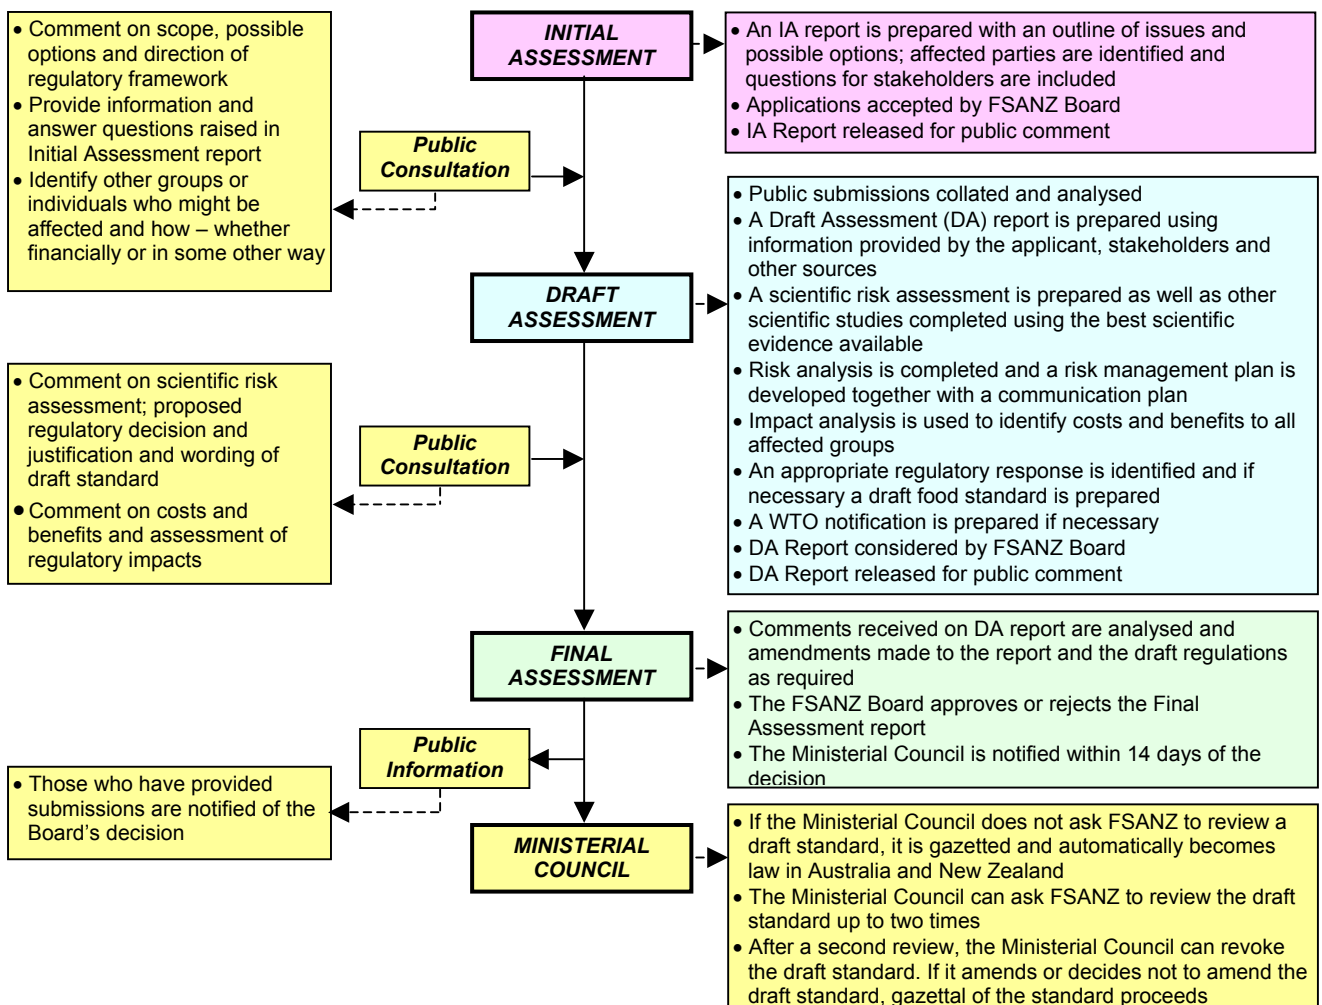 • Comment on scope, possible
options and direction of
regulatory framework
• Provide information and
answer questions raised in
Initial Assessment report
• Identify other groups or
individuals who might be
affected and how – whether
financially or in some other way
INITIAL
ASSESSMENT
• An IA report is prepared with an outline of issues and
possible options; affected parties are identified and
questions for stakeholders are included
• Applications accepted by FSANZ Board
• IA Report released for public comment
Public
Consultation
• Public submissions collated and analysed
• A Draft Assessment (DA) report is prepared using
information provided by the applicant, stakeholders and
other sources
• A scientific risk assessment is prepared as well as other
scientific studies completed using the best scientific
evidence available
• Risk analysis is completed and a risk management plan is
developed together with a communication plan
• Impact analysis is used to identify costs and benefits to all
affected groups
• An appropriate regulatory response is identified and if
necessary a draft food standard is prepared
• A WTO notification is prepared if necessary
• DA Report considered by FSANZ Board
• DA Report released for public comment
DRAFT
ASSESSMENT
• Comment on scientific risk
assessment; proposed
regulatory decision and
justification and wording of
draft standard
• Comment on costs and
benefits and assessment of
regulatory impacts
Public
Consultation
FINAL
ASSESSMENT
• Comments received on DA report are analysed and
amendments made to the report and the draft regulations
as required
• The FSANZ Board approves or rejects the Final
Assessment report
• The Ministerial Council is notified within 14 days of the
decision
Public
Information
• Those who have provided
submissions are notified of the
Board's decision
MINISTERIAL
COUNCIL
• If the Ministerial Council does not ask FSANZ to review a
draft standard, it is gazetted and automatically becomes
law in Australia and New Zealand
• The Ministerial Council can ask FSANZ to review the draft
standard up to two times
• After a second review, the Ministerial Council can revoke
the draft standard. If it amends or decides not to amend the
draft standard, gazettal of the standard proceeds